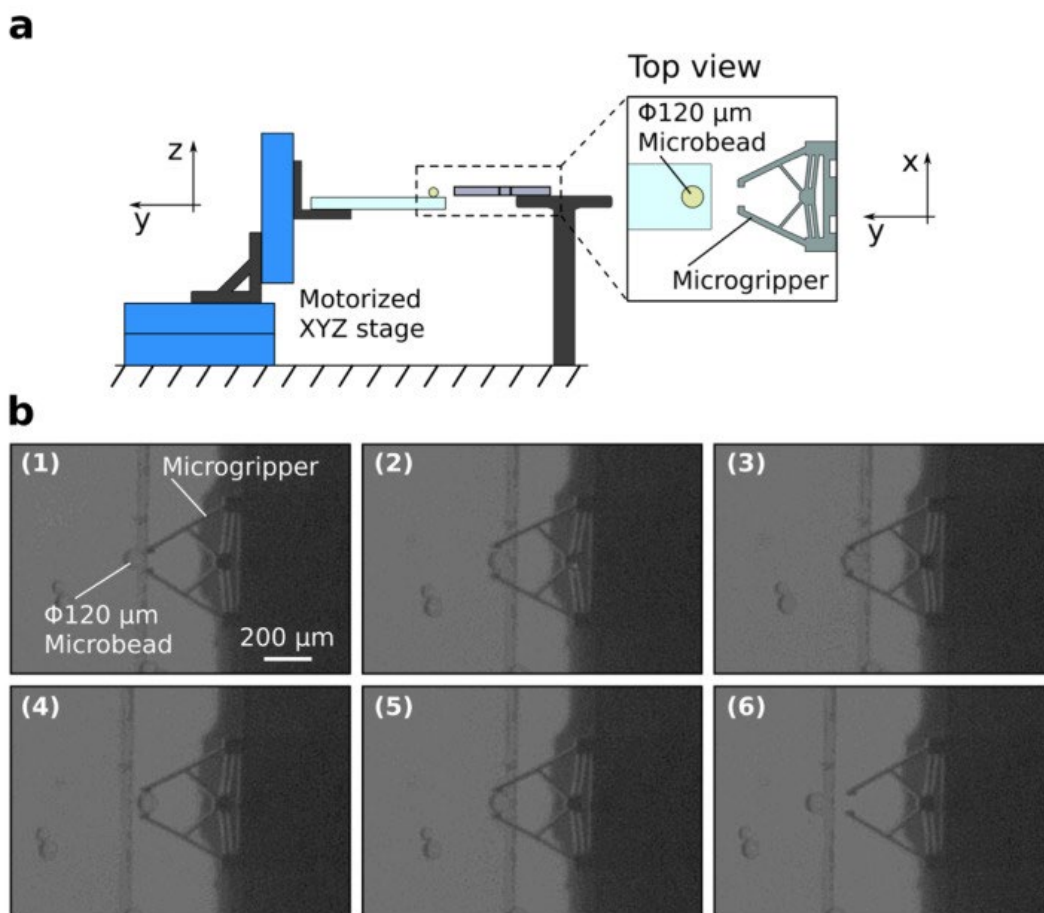 a
Top view
Φ120 μm
Microbead
z
y
x
y
Microgripper
Motorized
XYZ stage
b
(1)
Microgripper
Φ120 μm
Microbead
200 μm
(2)
(3)
(4)
(5)
(6)